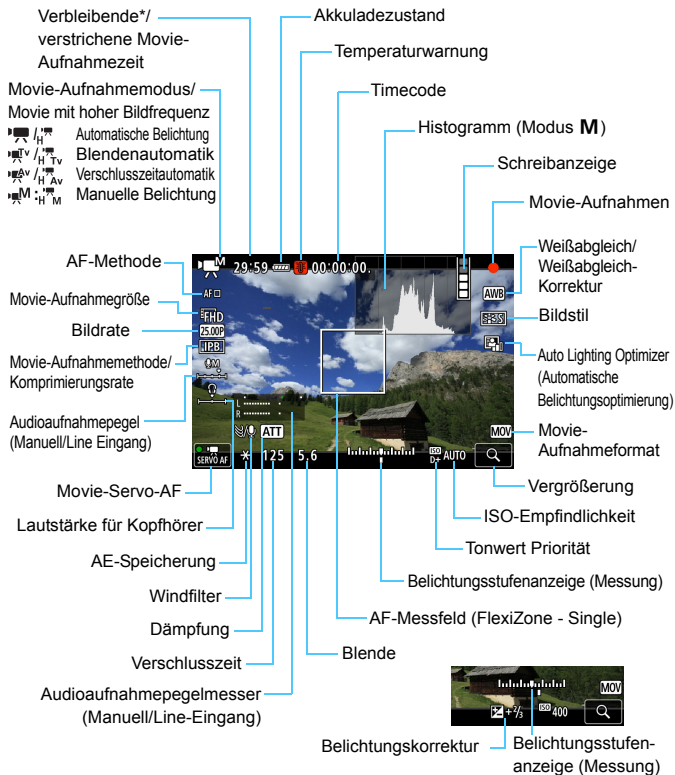 Verbleibende*/
verstrichene Movie-
Aufnahmezeit
Akkuladezustand
Temperaturwarnung
Timecode
Movie-Aufnahmemodus/
Movie mit hoher Bildfrequenz
Automatische Belichtung
Blendenautomatik
Verschlusszeitautomatik
Manuelle Belichtung
Histogramm (Modus M)
Schreibanzeige
Movie-Aufnahmen
Weißabgleich/
Weißabgleich-
Korrektur
Bildstil
Auto Lighting Optimizer
(Automatische
Belichtungsoptimierung)
Movie-
Aufnahmeformat
Vergrößerung
ISO-Empfindlichkeit
Tonwert Priorität
Belichtungsstufenanzeige (Messung)
AF-Messfeld (FlexiZone - Single)
Blende
AF-Methode
Movie-Aufnahmegröße
Bildrate
Movie-Aufnahmemethode/
Komprimierungsrate
Audioaufnahmepegel
(Manuell/Line Eingang)
Movie-Servo-AF
Lautstärke für Kopfhörer
AE-Speicherung
Windfilter
Dämpfung
Verschlusszeit
Audioaufnahmepegelmesser
(Manuell/Line-Eingang)
M 29:59 00:00:00.
AF
FHD
25.00P
IPB
AWB
L
R
ATT
MOV
SERVO AF
125 5.6
ISO
D+ AUTO
MOV
+2/3 ISO 400
Belichtungskorrektur
Belichtungsstufen-
anzeige (Messung)